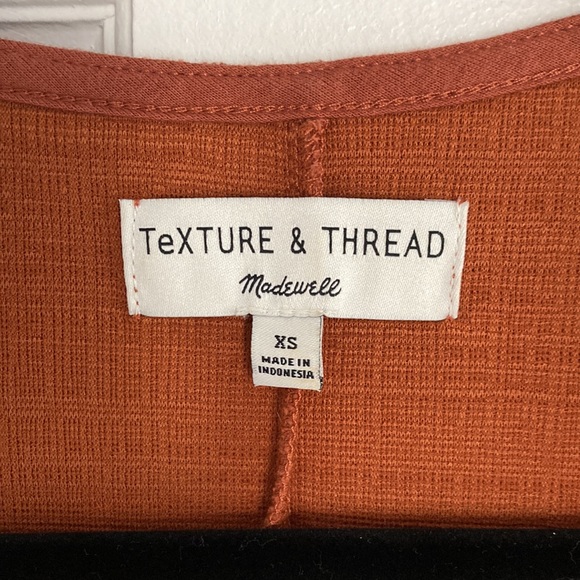 TeXTURE & THREAD
Madewell
XS
MADE IN
INDONESIA